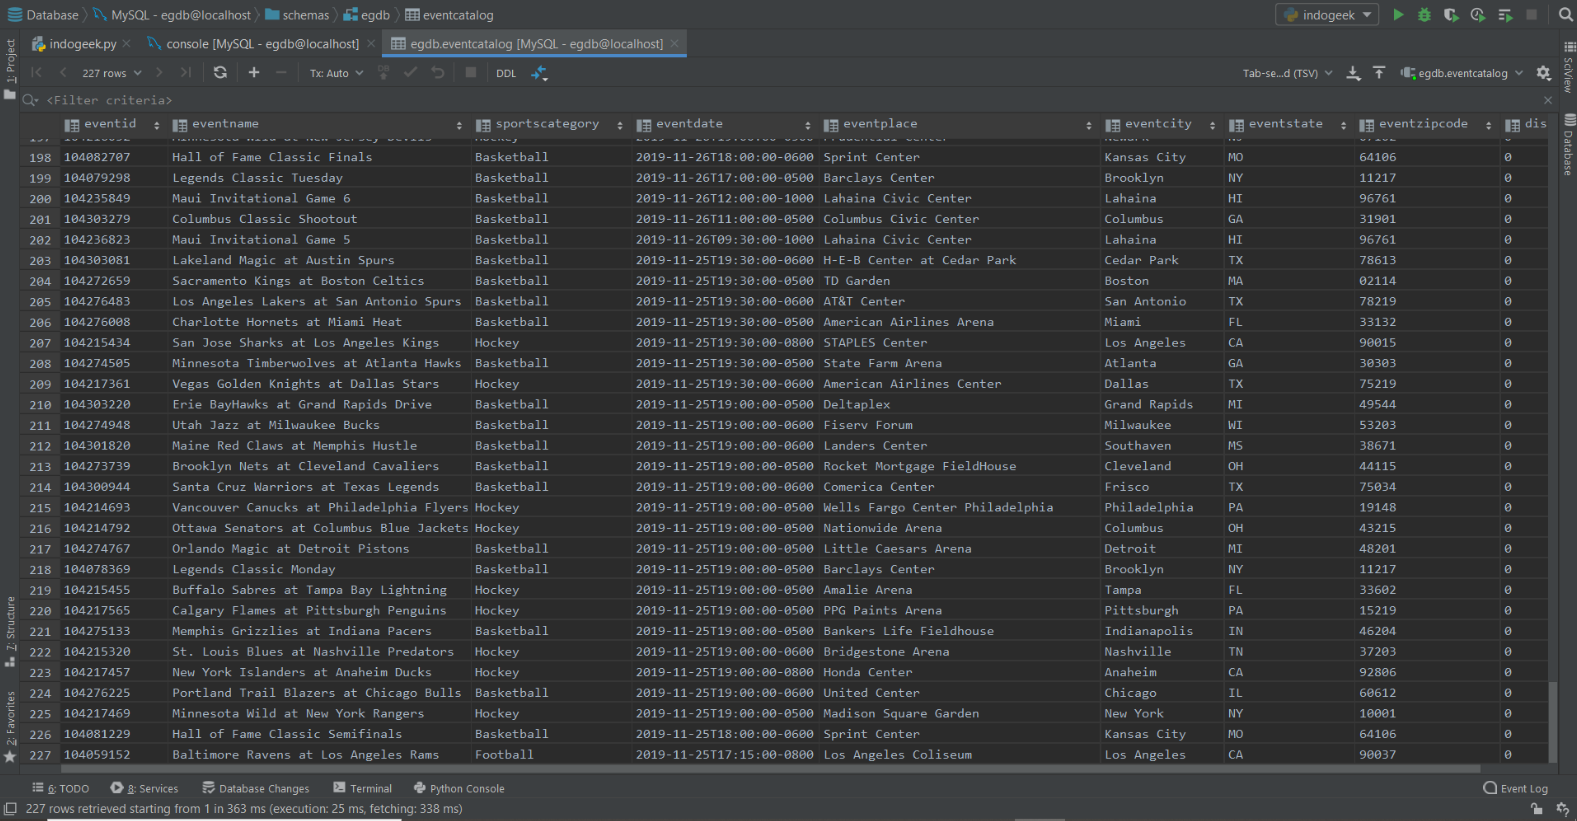 Database MySQL - egdb@localhost schemas egdb eventcatalog indogeek
indogeek.py console [MySQL - egdb@localhost] egdb.eventcatalog [MySQL - egdb@localhost]
227 rows Tx: Auto DDL Tab-se...d (TSV) egdb.eventcatalog
<Filter criteria>
eventid eventname sportscategory eventdate eventplace eventcity eventstate eventzipcode dis
198 104082707 Hall of Fame Classic Finals Basketball 2019-11-26T18:00:00-0600 Sprint Center Kansas City MO 64106 0
199 104079298 Legends Classic Tuesday Basketball 2019-11-26T17:00:00-0500 Barclays Center Brooklyn NY 11217 0
200 104235849 Maui Invitational Game 6 Basketball 2019-11-26T12:00:00-1000 Lahaina Civic Center Lahaina HI 96761 0
201 104303279 Columbus Classic Shootout Basketball 2019-11-26T11:00:00-0500 Columbus Civic Center Columbus GA 31901 0
202 104236823 Maui Invitational Game 5 Basketball 2019-11-26T09:30:00-1000 Lahaina Civic Center Lahaina HI 96761 0
203 104303081 Lakeland Magic at Austin Spurs Basketball 2019-11-25T19:30:00-0600 H-E-B Center at Cedar Park Cedar Park TX 78613 0
204 104272659 Sacramento Kings at Boston Celtics Basketball 2019-11-25T19:30:00-0500 TD Garden Boston MA 02114 0
205 104276483 Los Angeles Lakers at San Antonio Spurs Basketball 2019-11-25T19:30:00-0600 AT&T Center San Antonio TX 78219 0
206 104276008 Charlotte Hornets at Miami Heat Basketball 2019-11-25T19:30:00-0500 American Airlines Arena Miami FL 33132 0
207 104215434 San Jose Sharks at Los Angeles Kings Hockey 2019-11-25T19:30:00-0800 STAPLES Center Los Angeles CA 90015 0
208 104274505 Minnesota Timberwolves at Atlanta Hawks Basketball 2019-11-25T19:30:00-0500 State Farm Arena Atlanta GA 30303 0
209 104217361 Vegas Golden Knights at Dallas Stars Hockey 2019-11-25T19:30:00-0600 American Airlines Center Dallas TX 75219 0
210 104303220 Erie BayHawks at Grand Rapids Drive Basketball 2019-11-25T19:00:00-0500 Deltaplex Grand Rapids MI 49544 0
211 104274948 Utah Jazz at Milwaukee Bucks Basketball 2019-11-25T19:00:00-0600 Fiserv Forum Milwaukee WI 53203 0
212 104301820 Maine Red Claws at Memphis Hustle Basketball 2019-11-25T19:00:00-0600 Landers Center Southaven MS 38671 0
213 104273739 Brooklyn Nets at Cleveland Cavaliers Basketball 2019-11-25T19:00:00-0500 Rocket Mortgage FieldHouse Cleveland OH 44115 0
214 104300944 Santa Cruz Warriors at Texas Legends Basketball 2019-11-25T19:00:00-0600 Comerica Center Frisco TX 75034 0
215 104214693 Vancouver Canucks at Philadelphia Flyers Hockey 2019-11-25T19:00:00-0500 Wells Fargo Center Philadelphia Philadelphia PA 19148 0
216 104214792 Ottawa Senators at Columbus Blue Jackets Hockey 2019-11-25T19:00:00-0500 Nationwide Arena Columbus OH 43215 0
217 104274767 Orlando Magic at Detroit Pistons Basketball 2019-11-25T19:00:00-0500 Little Caesars Arena Detroit MI 48201 0
218 104078369 Legends Classic Monday Basketball 2019-11-25T19:00:00-0500 Barclays Center Brooklyn NY 11217 0
219 104215455 Buffalo Sabres at Tampa Bay Lightning Hockey 2019-11-25T19:00:00-0500 Amalie Arena Tampa FL 33602 0
220 104217565 Calgary Flames at Pittsburgh Penguins Hockey 2019-11-25T19:00:00-0500 PPG Paints Arena Pittsburgh PA 15219 0
221 104275133 Memphis Grizzlies at Indiana Pacers Basketball 2019-11-25T19:00:00-0500 Bankers Life Fieldhouse Indianapolis IN 46204 0
222 104215320 St. Louis Blues at Nashville Predators Hockey 2019-11-25T19:00:00-0600 Bridgestone Arena Nashville TN 37203 0
223 104217457 New York Islanders at Anaheim Ducks Hockey 2019-11-25T19:00:00-0800 Honda Center Anaheim CA 92806 0
224 104276225 Portland Trail Blazers at Chicago Bulls Basketball 2019-11-25T19:00:00-0600 United Center Chicago IL 60612 0
225 104217469 Minnesota Wild at New York Rangers Hockey 2019-11-25T19:00:00-0500 Madison Square Garden New York NY 10001 0
226 104081229 Hall of Fame Classic Semifinals Basketball 2019-11-25T18:00:00-0600 Sprint Center Kansas City MO 64106 0
227 104059152 Baltimore Ravens at Los Angeles Rams Football 2019-11-25T17:15:00-0800 Los Angeles Coliseum Los Angeles CA 90037 0
1: Project
Z: Structure
2: Favorites
SciView
Database
6: TODO 8: Services Database Changes Terminal Python Console Event Log
227 rows retrieved starting from 1 in 363 ms (execution: 25 ms, fetching: 338 ms)